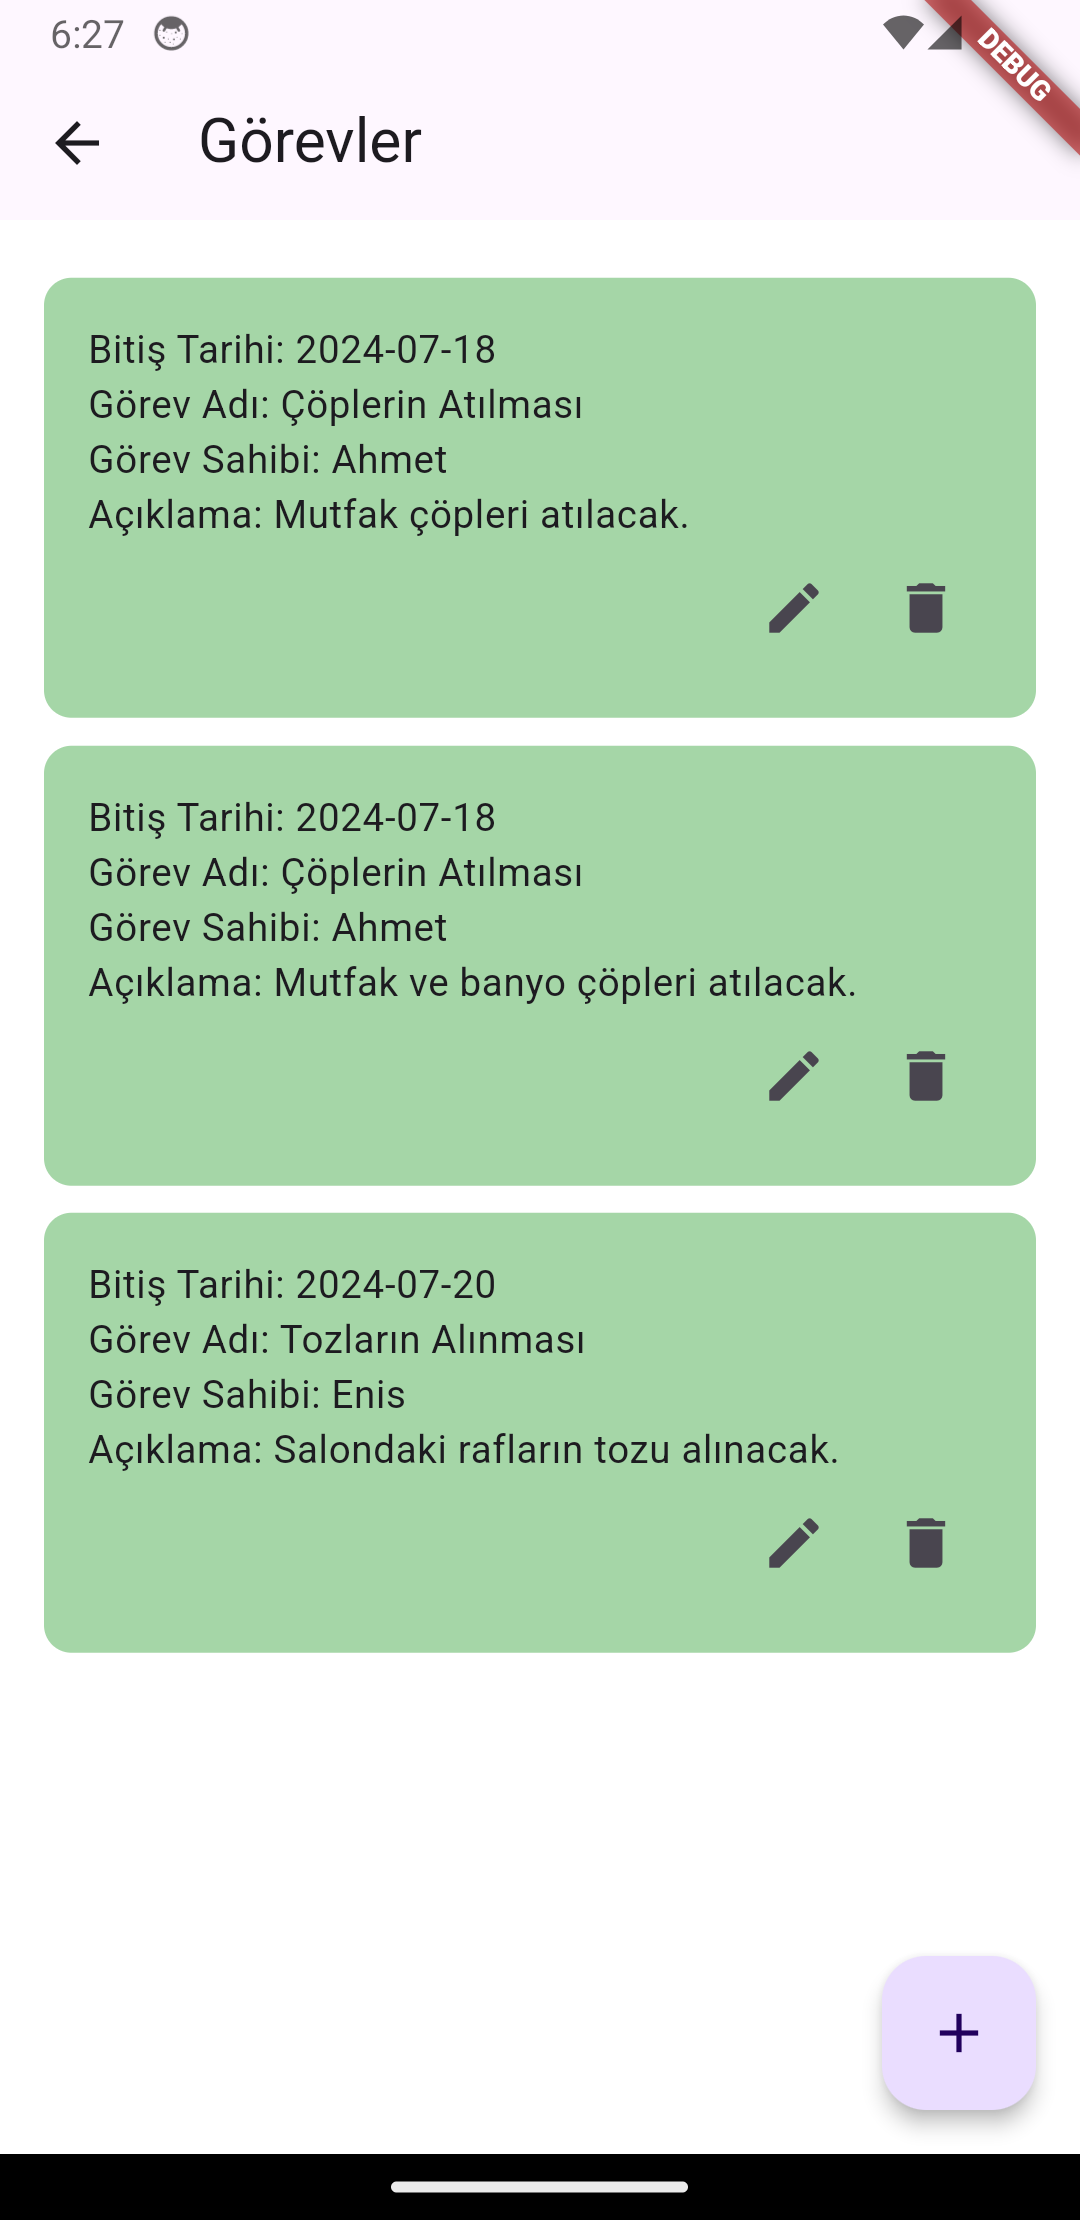 6:27
DEBUG
Görevler
Bitiş Tarihi: 2024-07-18
Görev Adı: Çöplerin Atılması
Görev Sahibi: Ahmet
Açıklama: Mutfak çöpleri atılacak.
Bitiş Tarihi: 2024-07-18
Görev Adı: Çöplerin Atılması
Görev Sahibi: Ahmet
Açıklama: Mutfak ve banyo çöpleri atılacak.
Bitiş Tarihi: 2024-07-20
Görev Adı: Tozların Alınması
Görev Sahibi: Enis
Açıklama: Salondaki rafların tozu alınacak.